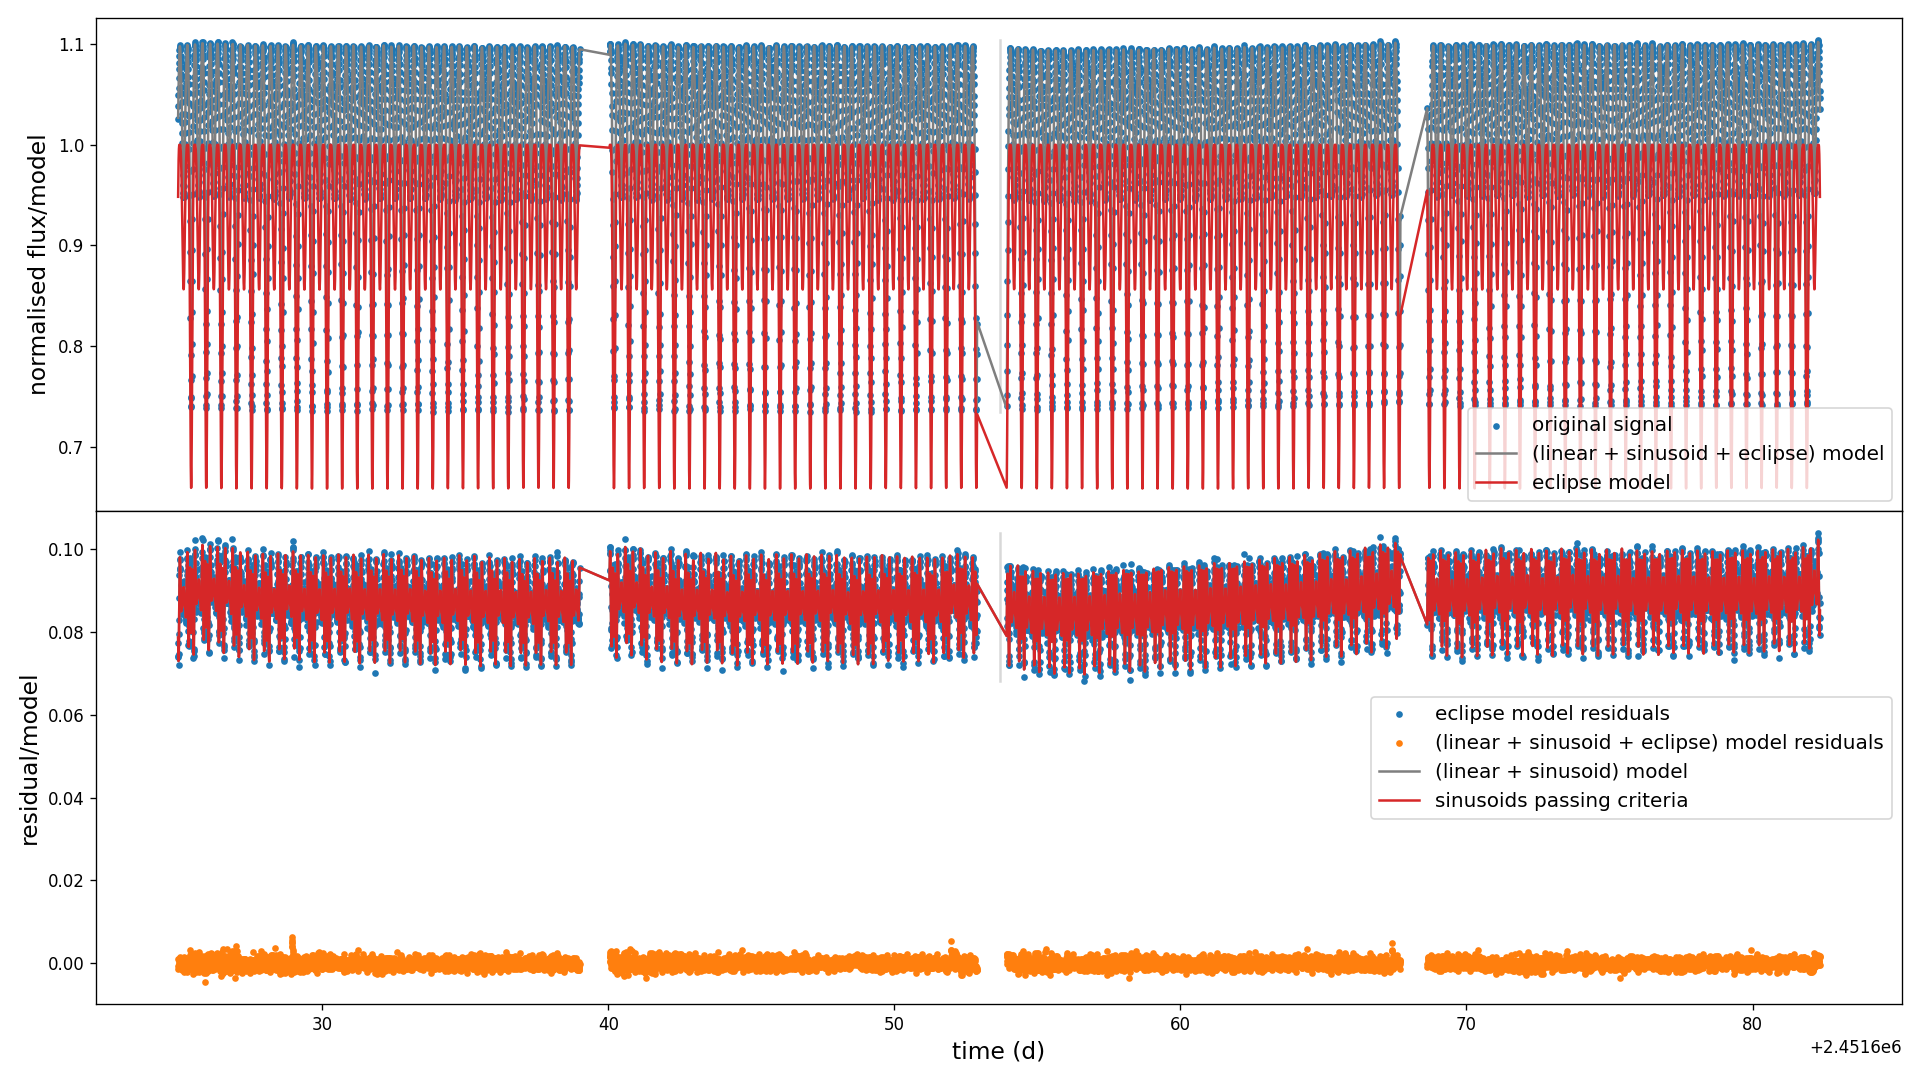 normalised flux/model
1.1
1.0
0.9
0.8
0.7
original signal
(linear + sinusoid + eclipse) model
eclipse model
residual/model
0.10
0.08
0.06
0.04
0.02
0.00
eclipse model residuals
(linear + sinusoid + eclipse) model residuals
(linear + sinusoid) model
sinusoids passing criteria
30
40
50
60
70
80
time (d)
+2.4516e6